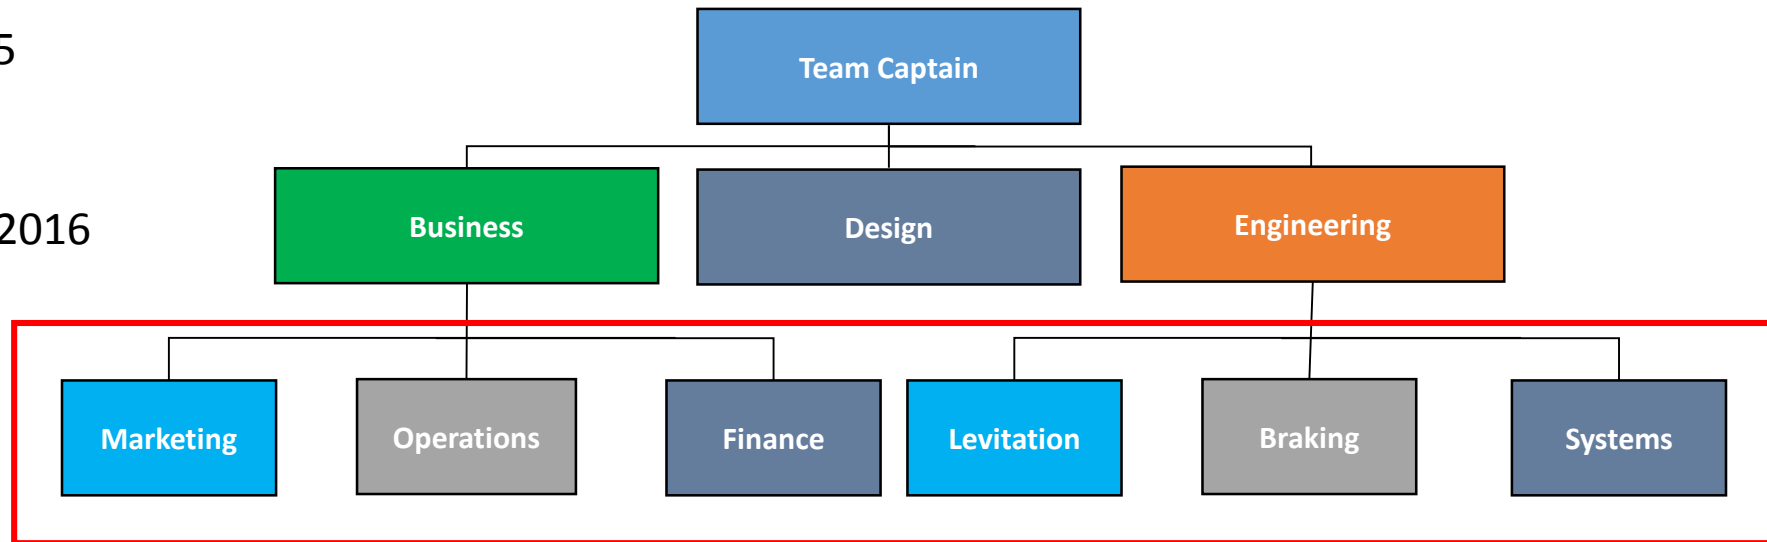 5
Team Captain
2016
Business
Design
Engineering
Marketing
Operations
Finance
Levitation
Braking
Systems